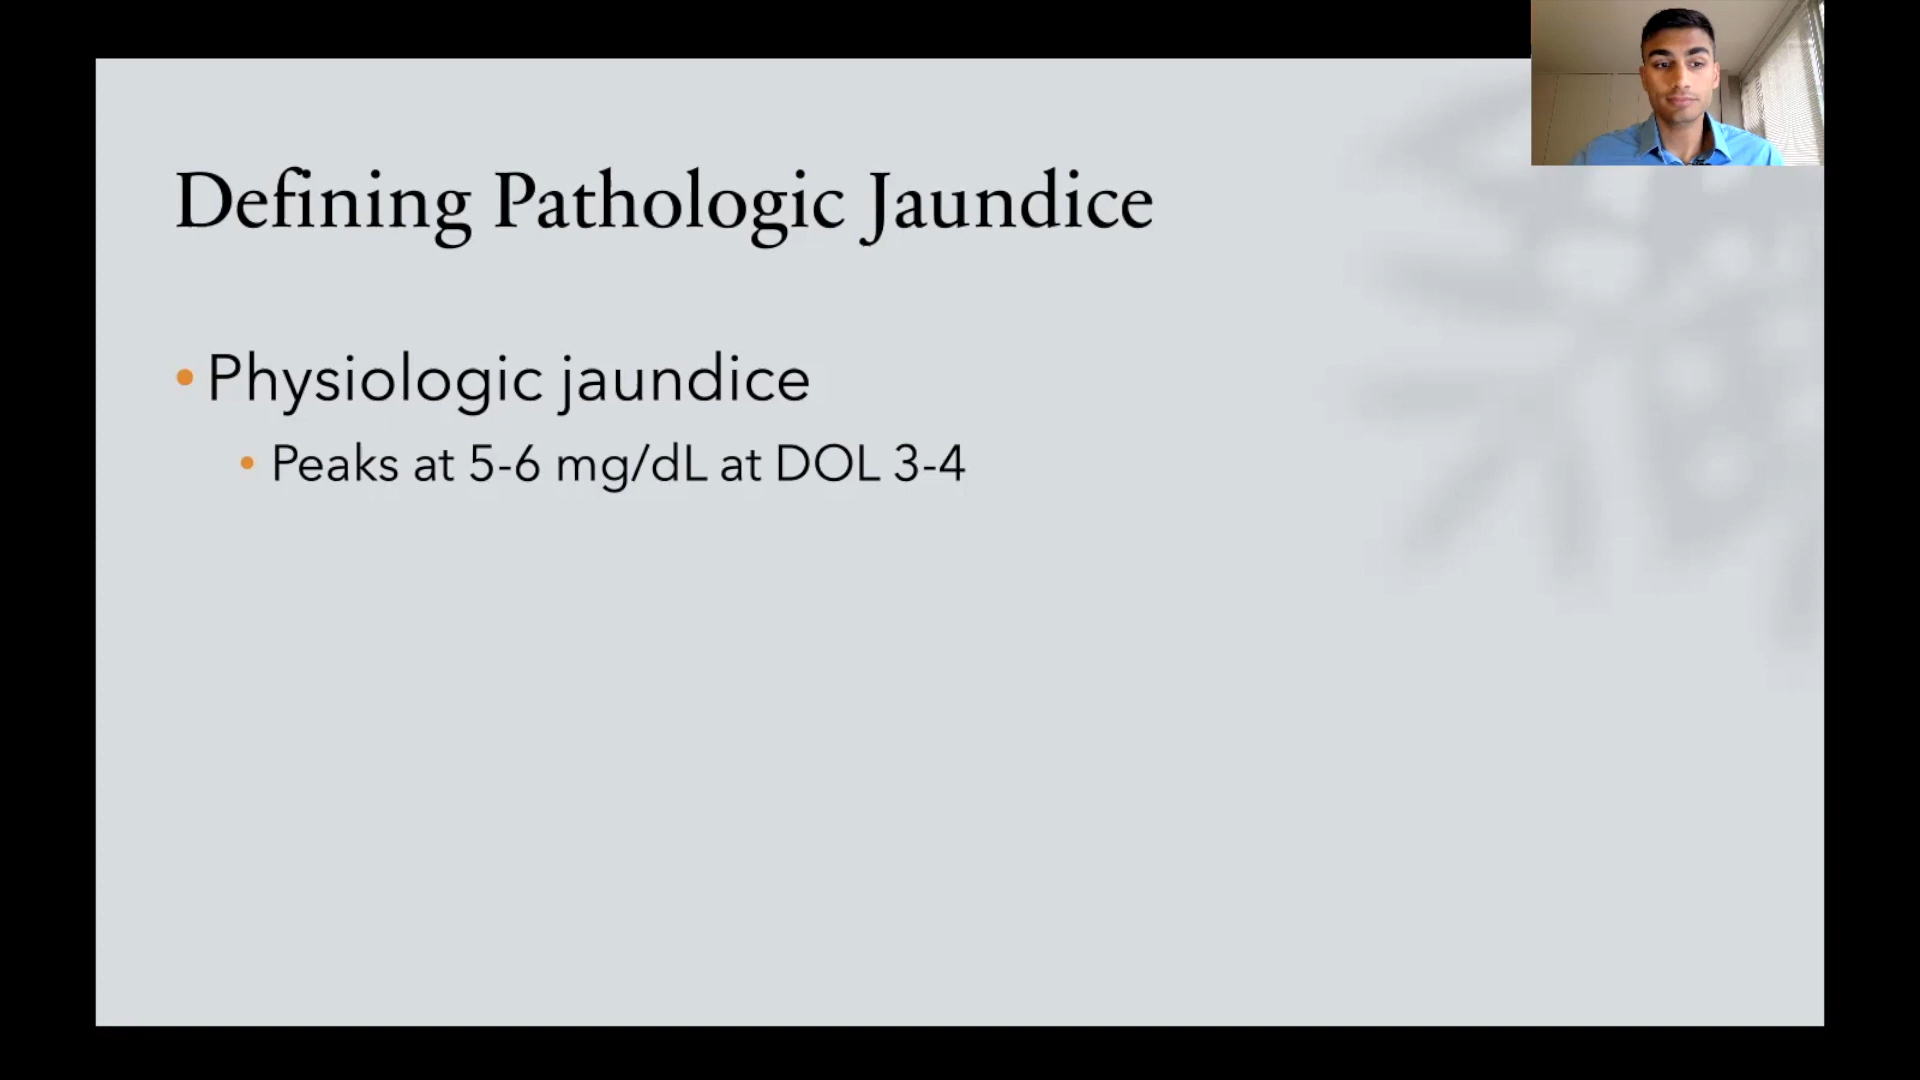 Defining Pathologic Jaundice
• Physiologic jaundice
• Peaks at 5-6 mg/dL at DOL 3-4